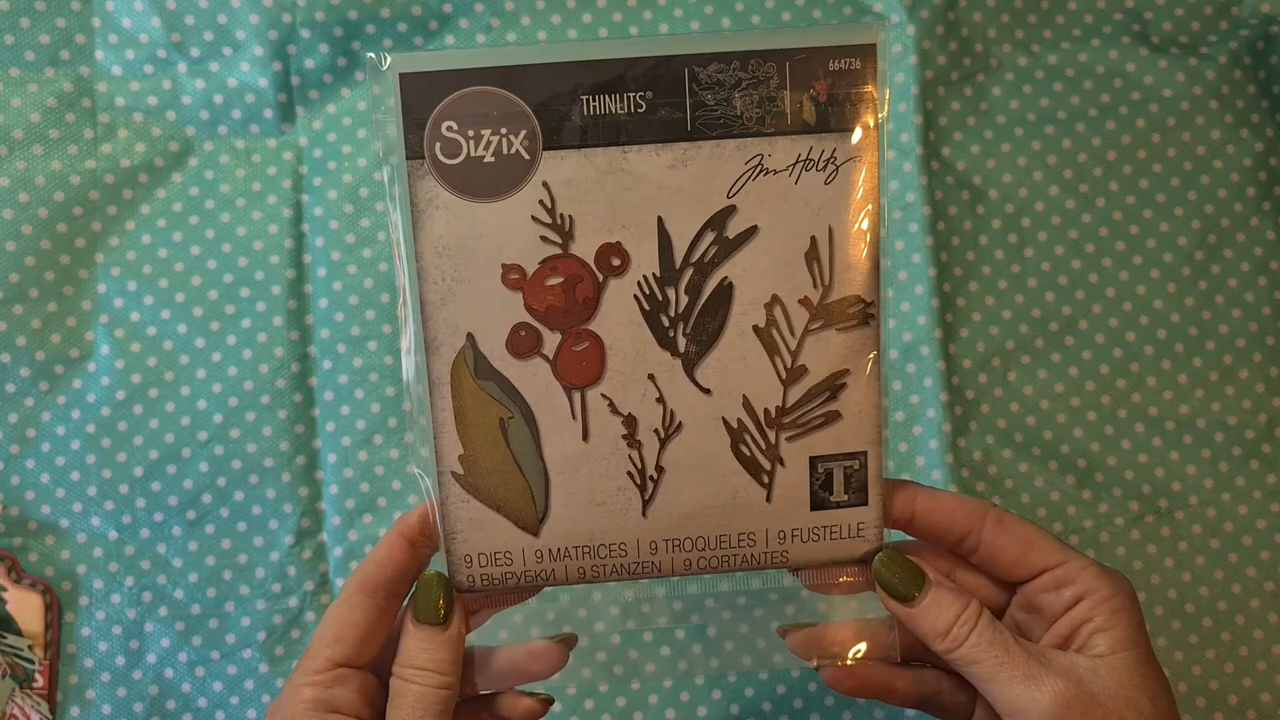 664736
THINLITS®
Sizzix®
Tim Holtz
T
9 DIES | 9 MATRICES | 9 TROQUELES | 9 FUSTELLE
9 ВЫРУБКИ | 9 STANZEN | 9 CORTANTES